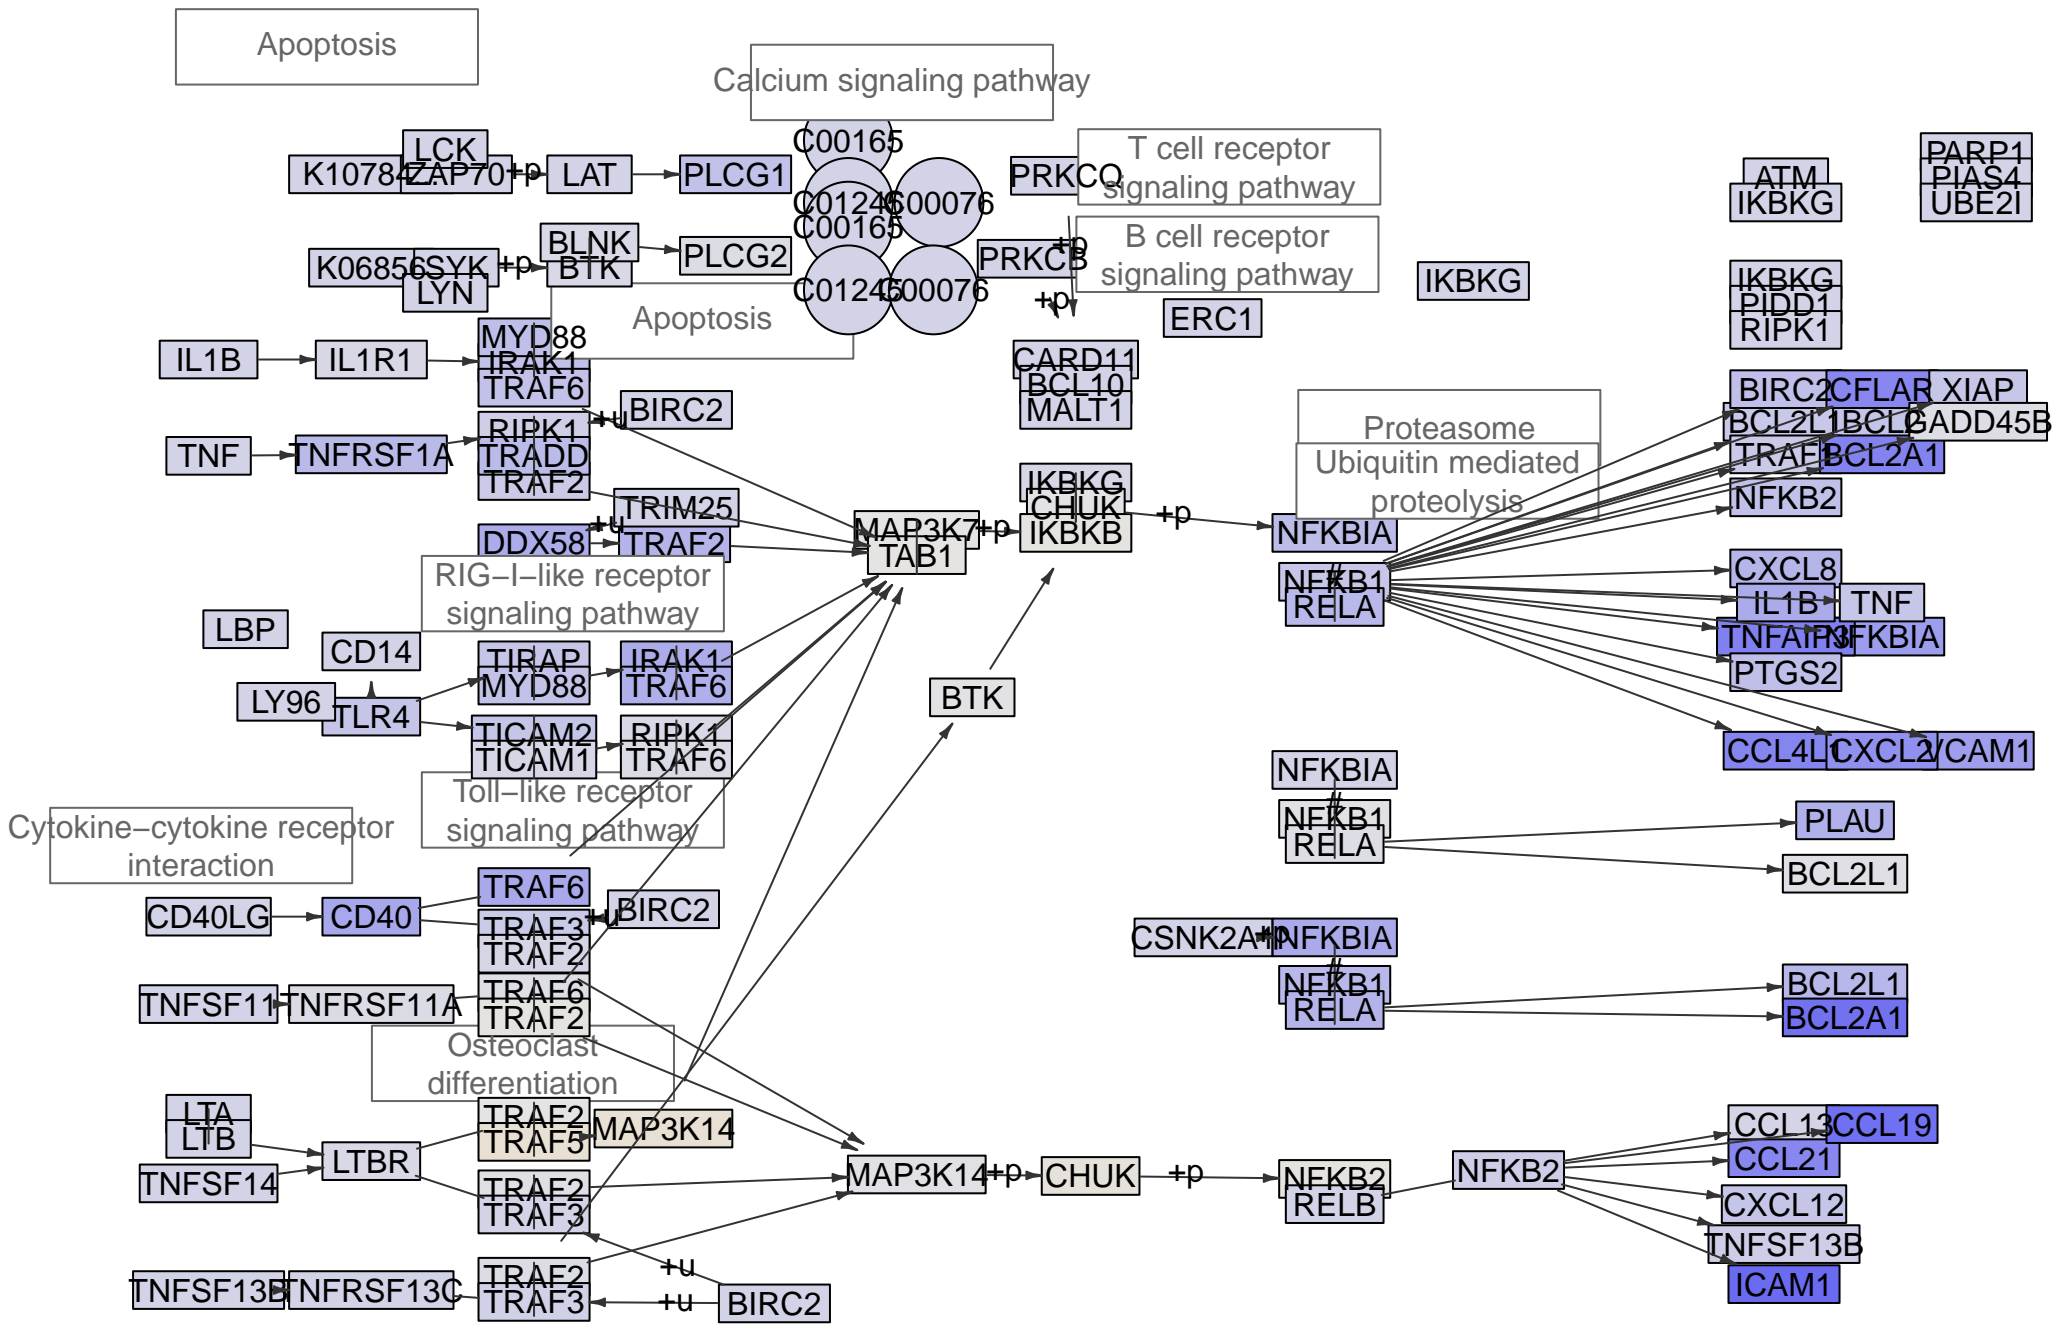 Apoptosis
Calcium signaling pathway
T cell receptor
signaling pathway
B cell receptor
signaling pathway
Apoptosis
Proteasome
Ubiquitin mediated
proteolysis
RIG−I−like receptor
signaling pathway
Toll−like receptor
signaling pathway
Cytokine−cytokine receptor
interaction
Osteoclast
differentiation
LCK
K10784
ZAP70
+p
LAT
PLCG1
C00165
C01246
C00076
C00165
C01245
C00076
PRKCQ
PRKCB
+p
+p
K06856
SYK
LYN
+p
BLNK
BTK
PLCG2
ERC1
IKBKG
ATM
IKBKG
PARP1
PIAS4
UBE2I
IKBKG
PIDD1
RIPK1
IL1B
IL1R1
MYD88
IRAK1
TRAF6
CARD11
BCL10
MALT1
TNF
TNFRSF1A
RIPK1
TRADD
TRAF2
+u
BIRC2
TRIM25
+u
DDX58
TRAF2
MAP3K7
TAB1
+p
IKBKG
CHUK
IKBKB
+p
NFKBIA
#
NFKB1
RELA
BIRC2
CFLAR
XIAP
BCL2L1
BCL2
GADD45B
TRAF1
BCL2A1
NFKB2
CXCL8
IL1B
TNF
TNFAIP3
NFKBIA
PTGS2
CCL4L1
CXCL2
VCAM1
LBP
CD14
LY96
TLR4
TIRAP
MYD88
IRAK1
TRAF6
TICAM2
TICAM1
RIPK1
TRAF6
BTK
NFKBIA
#
NFKB1
RELA
PLAU
BCL2L1
CD40LG
CD40
TRAF6
TRAF3
TRAF2
+u
BIRC2
CSNK2A1
+p
NFKBIA
#
NFKB1
RELA
BCL2L1
BCL2A1
TNFSF11
TNFRSF11A
TRAF6
TRAF2
LTA
LTB
TNFSF14
LTBR
TRAF2
TRAF5
MAP3K14
TRAF2
TRAF3
MAP3K14
+p
CHUK
+p
NFKB2
RELB
NFKB2
CCL13
CCL19
CCL21
CXCL12
TNFSF13B
ICAM1
TNFSF13B
TNFRSF13C
TRAF2
TRAF3
+u
+u
BIRC2